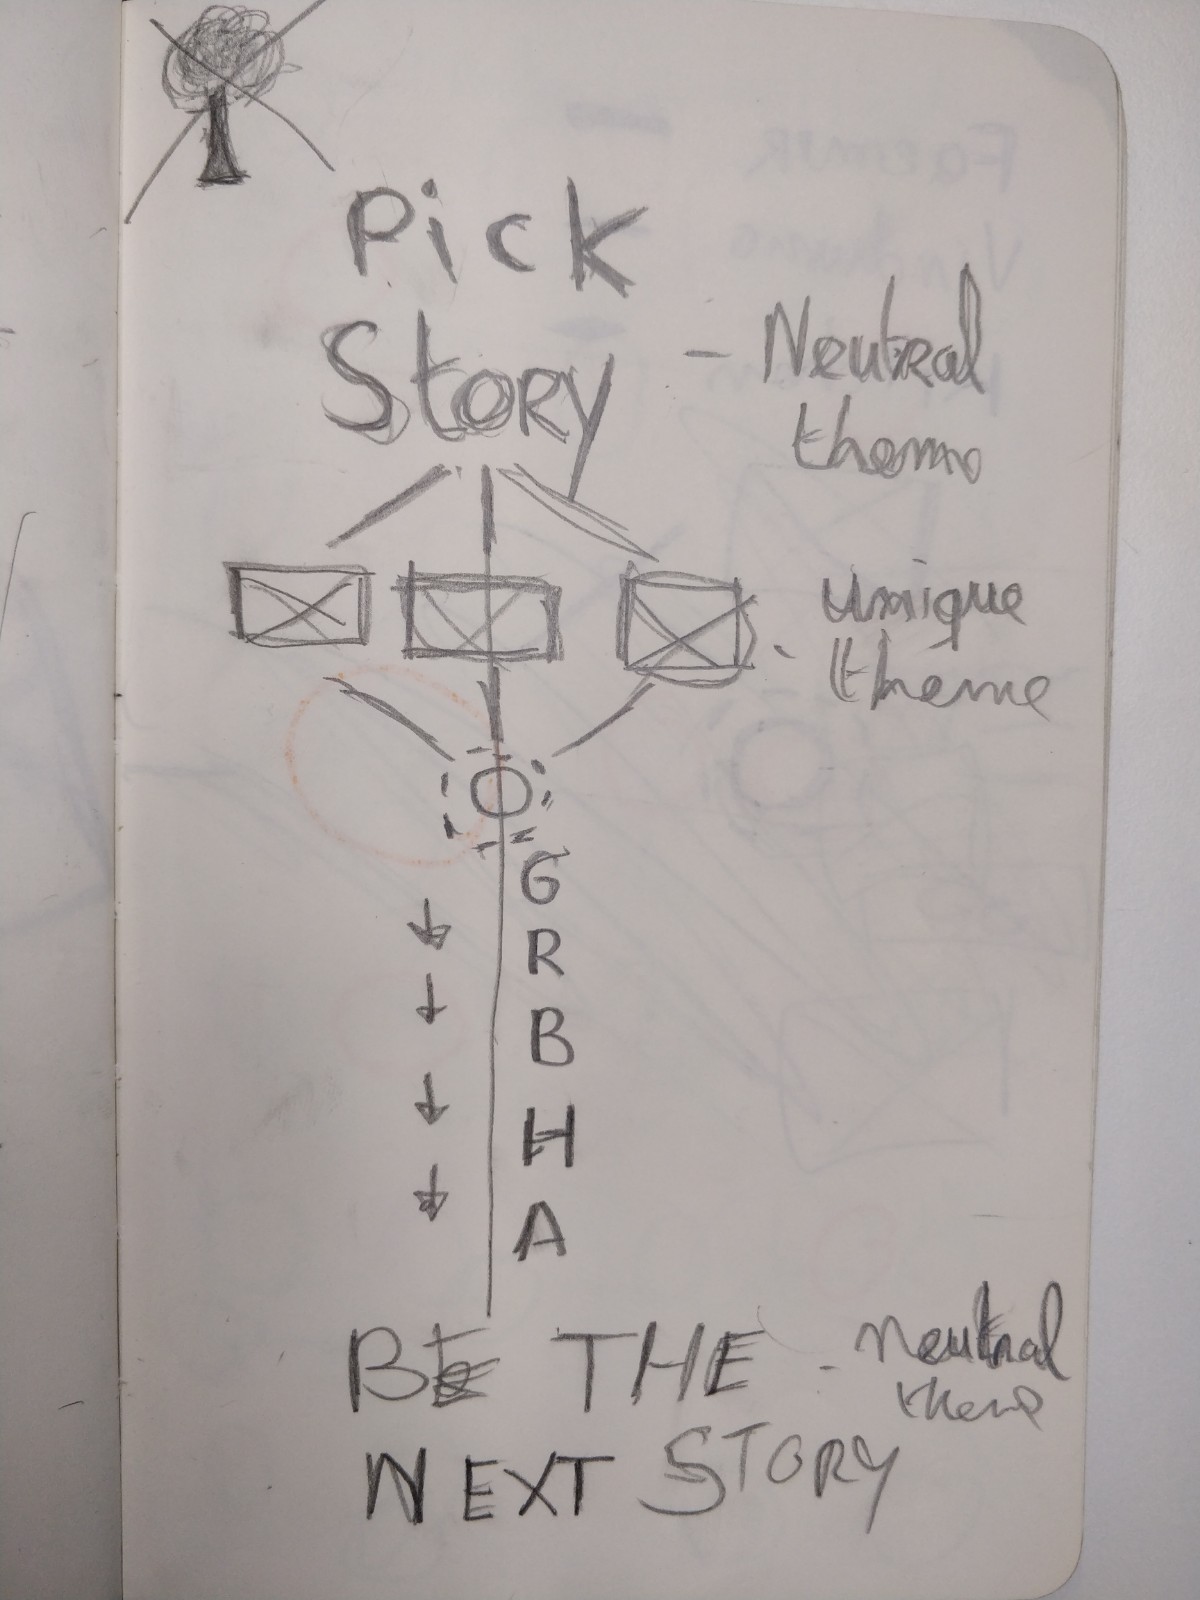 Pick
Story
- Neutral
theme
unique
- theme
G
R
B
H
A
BE THE
- neutral
theme
NEXT STORY